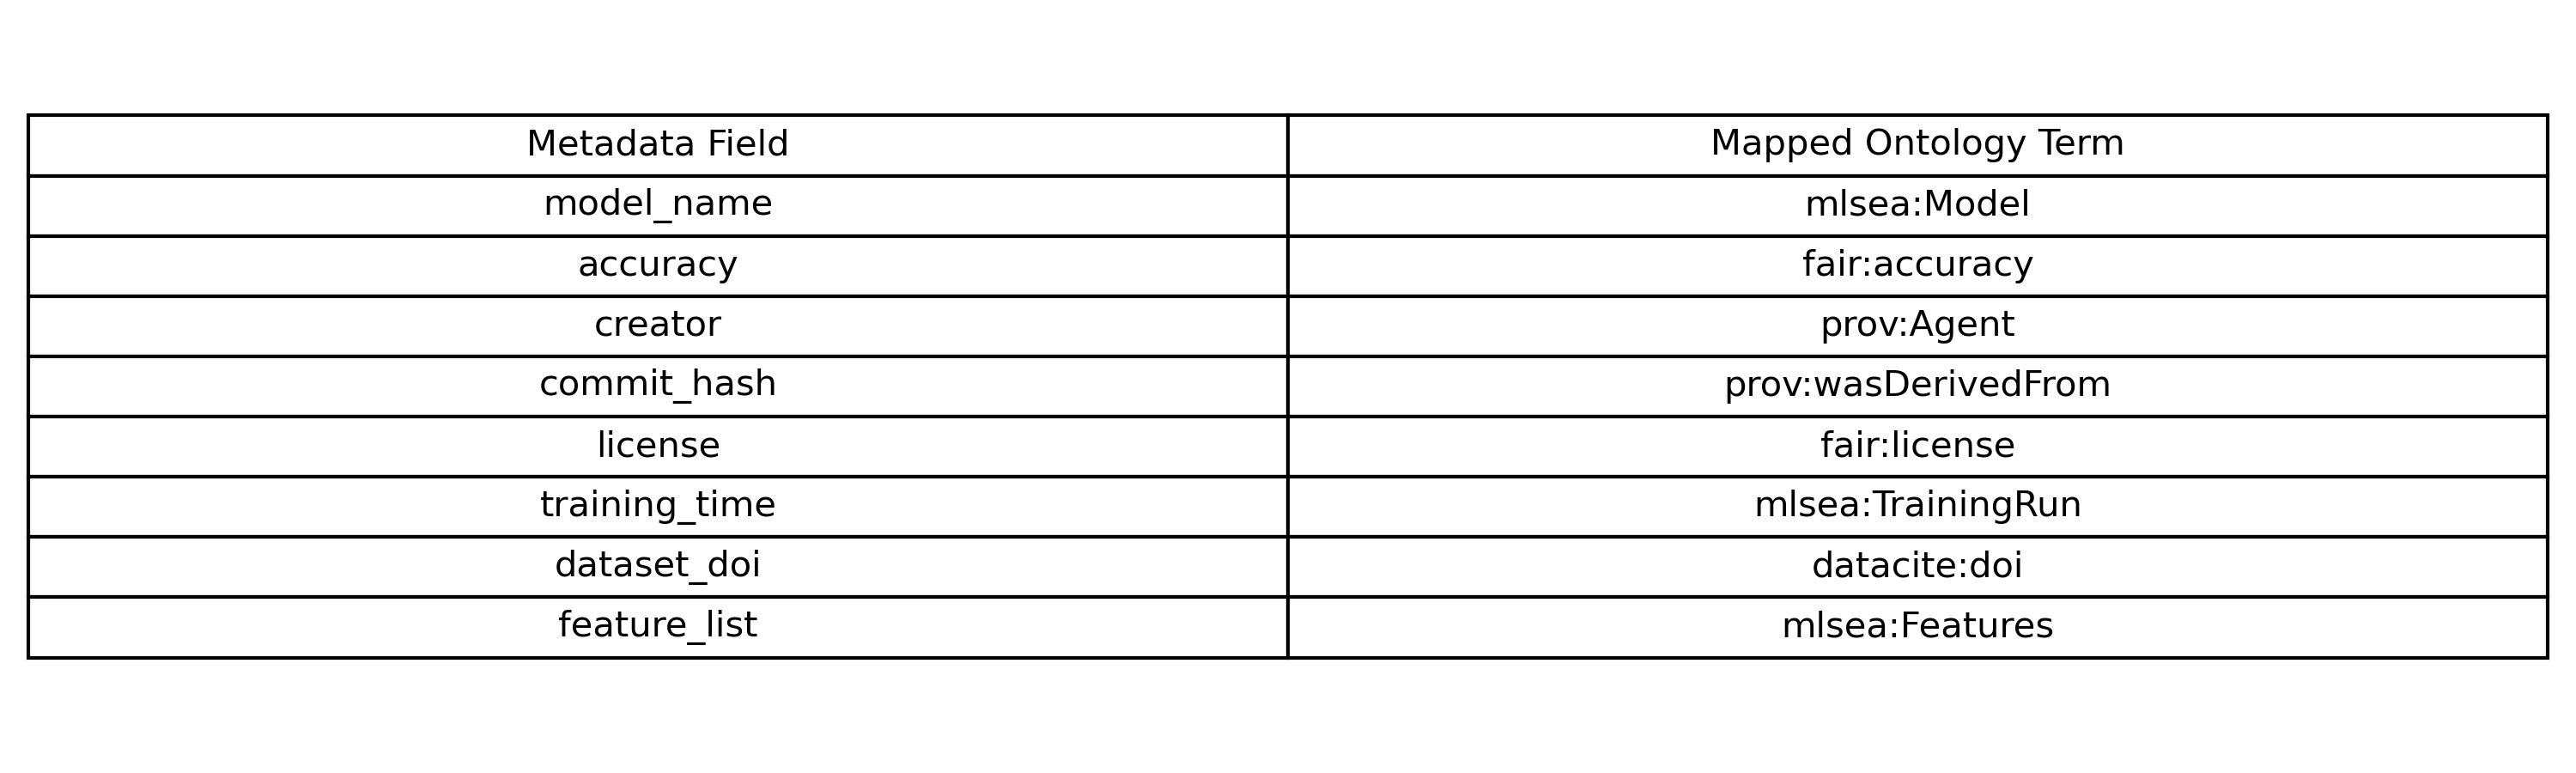 Metadata Field Mapped Ontology Term
model_name mlsea:Model
accuracy fair:accuracy
creator prov:Agent
commit_hash prov:wasDerivedFrom
license fair:license
training_time mlsea:TrainingRun
dataset_doi datacite:doi
feature_list mlsea:Features